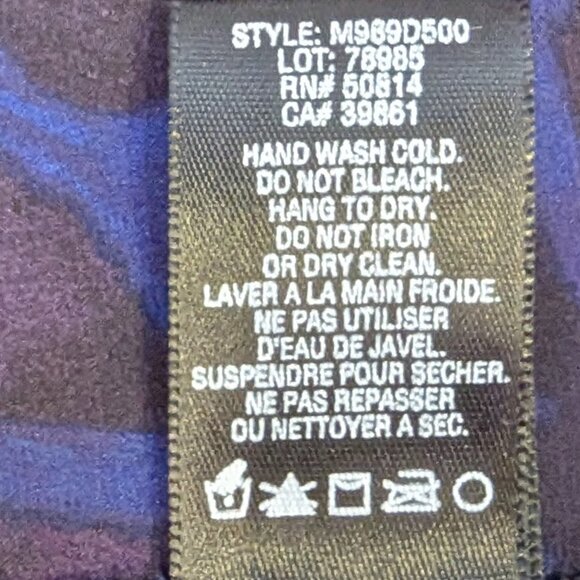 STYLE: M969D500
LOT: 78985
RN# 50814
CA# 39861
HAND WASH COLD.
DO NOT BLEACH.
HANG TO DRY.
DO NOT IRON
OR DRY CLEAN.
LAVER A LA MAIN FROIDE.
NE PAS UTILISER
D'EAU DE JAVEL.
SUSPENDRE POUR SECHER.
NE PAS REPASSER
OU NETTOYER A SEC.